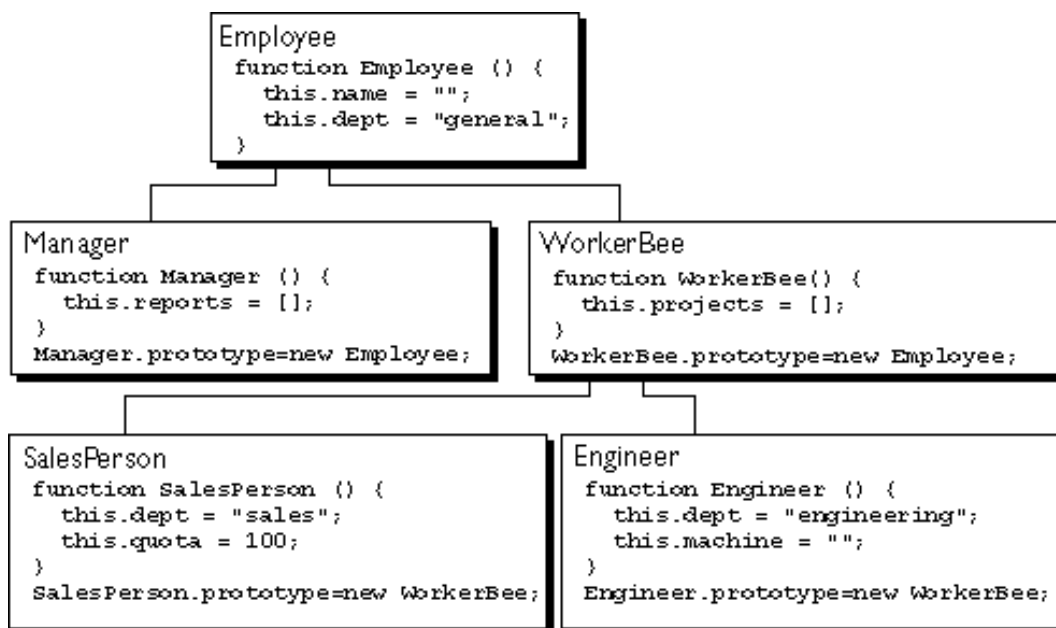 Employee
function Employee () {
this.name = "";
this.dept = "general";
}
Manager
function Manager () {
this.reports = [];
}
Manager.prototype=new Employee;
WorkerBee
function WorkerBee() {
this.projects = [];
}
WorkerBee.prototype=new Employee;
SalesPerson
function SalesPerson () {
this.dept = "sales";
this.quota = 100;
}
SalesPerson.prototype=new WorkerBee;
Engineer
function Engineer () {
this.dept = "engineering";
this.machine = "";
}
Engineer.prototype=new WorkerBee;